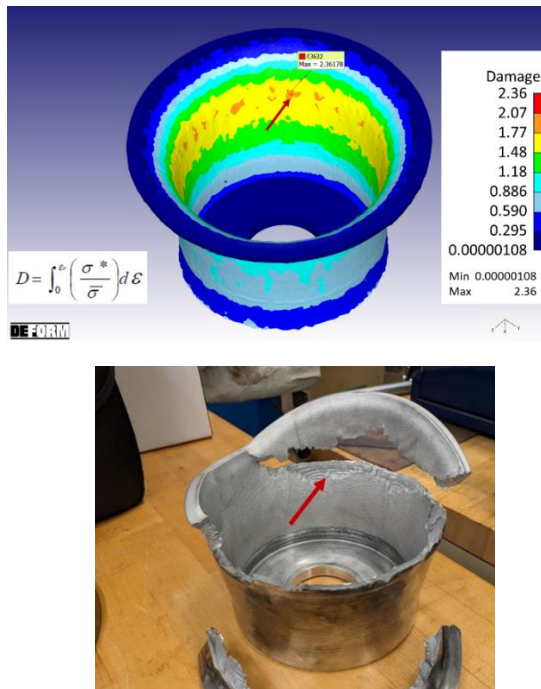 E3632
Max = 2.36178
Damage
2.36
2.07
1.77
1.48
1.18
0.886
0.590
0.295
0.00000108
Min 0.00000108
Max 2.36
D = ∫₀^εf (σ* / σ̄) dε
DEFORM